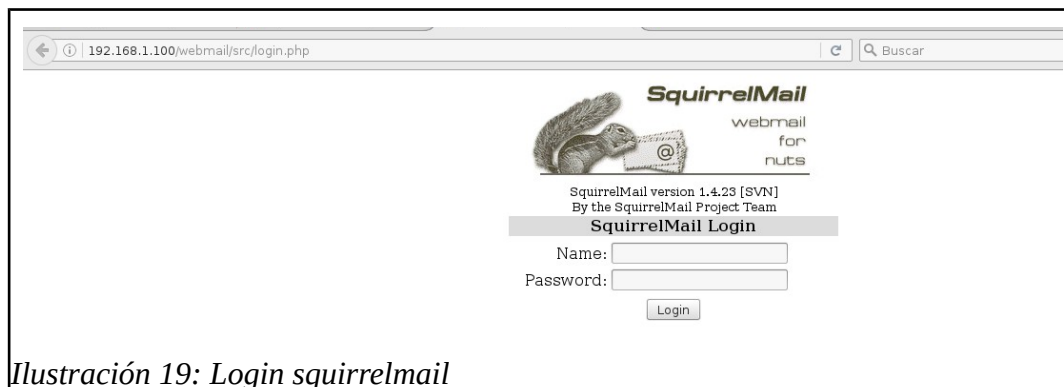 192.168.1.100/webmail/src/login.php
Buscar
SquirrelMail
webmail
for
nuts
@
SquirrelMail version 1.4.23 [SVN]
By the SquirrelMail Project Team
SquirrelMail Login
Name:
Password:
Login
Ilustración 19: Login squirrelmail